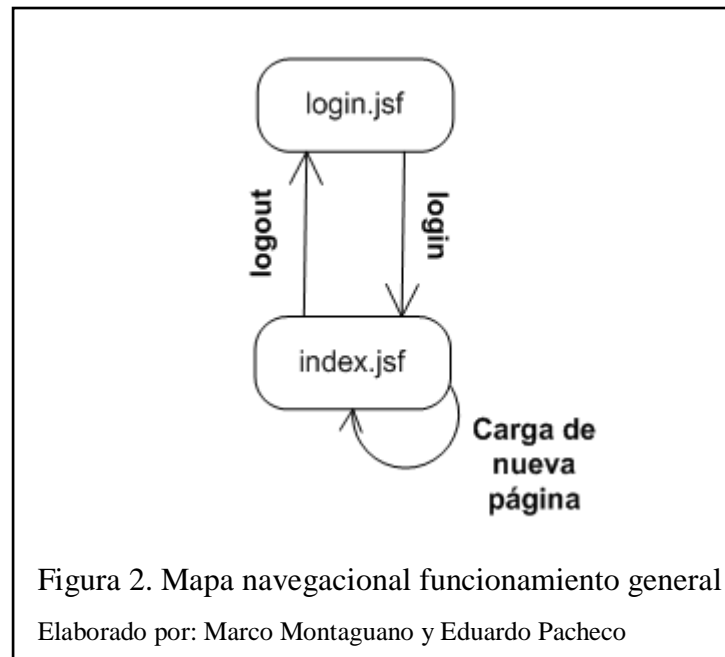 login.jsf
logout
login
index.jsf
Carga de
nueva
página
Figura 2. Mapa navegacional funcionamiento general
Elaborado por: Marco Montaguano y Eduardo Pacheco